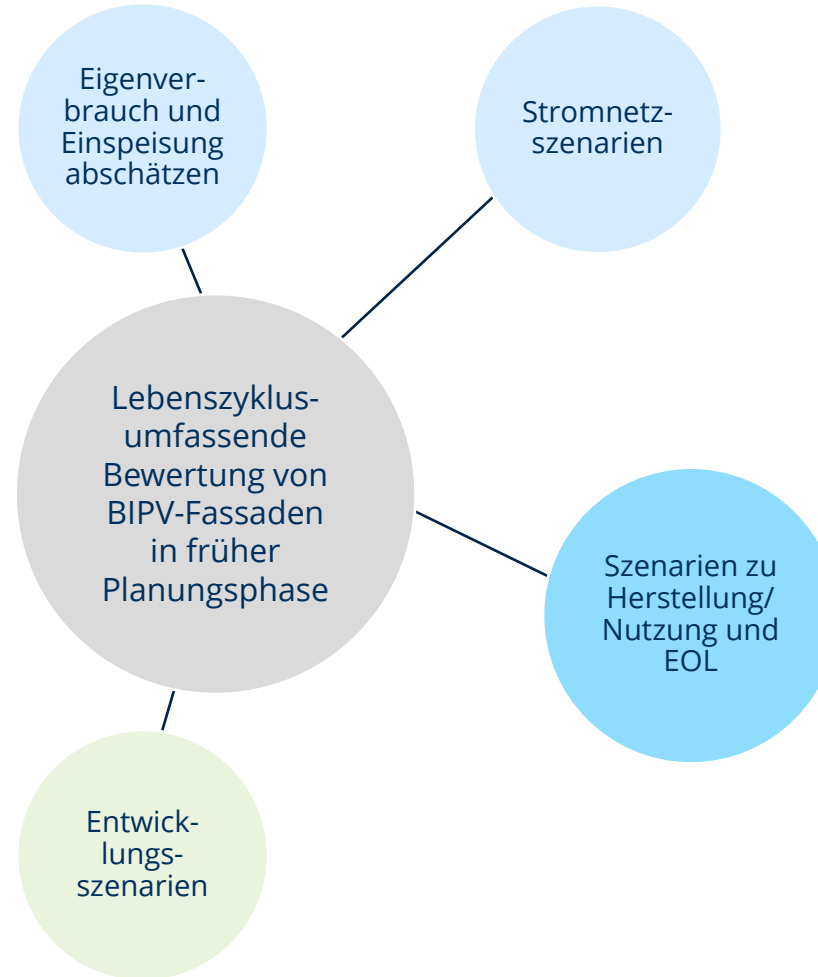 Eigenver-
brauch und
Einspeisung
abschätzen
Stromnetz-
szenarien
Lebenszyklus-
umfassende
Bewertung von
BIPV-Fassaden
in früher
Planungsphase
Szenarien zu
Herstellung/
Nutzung und
EOL
Entwick-
lungs-
szenarien